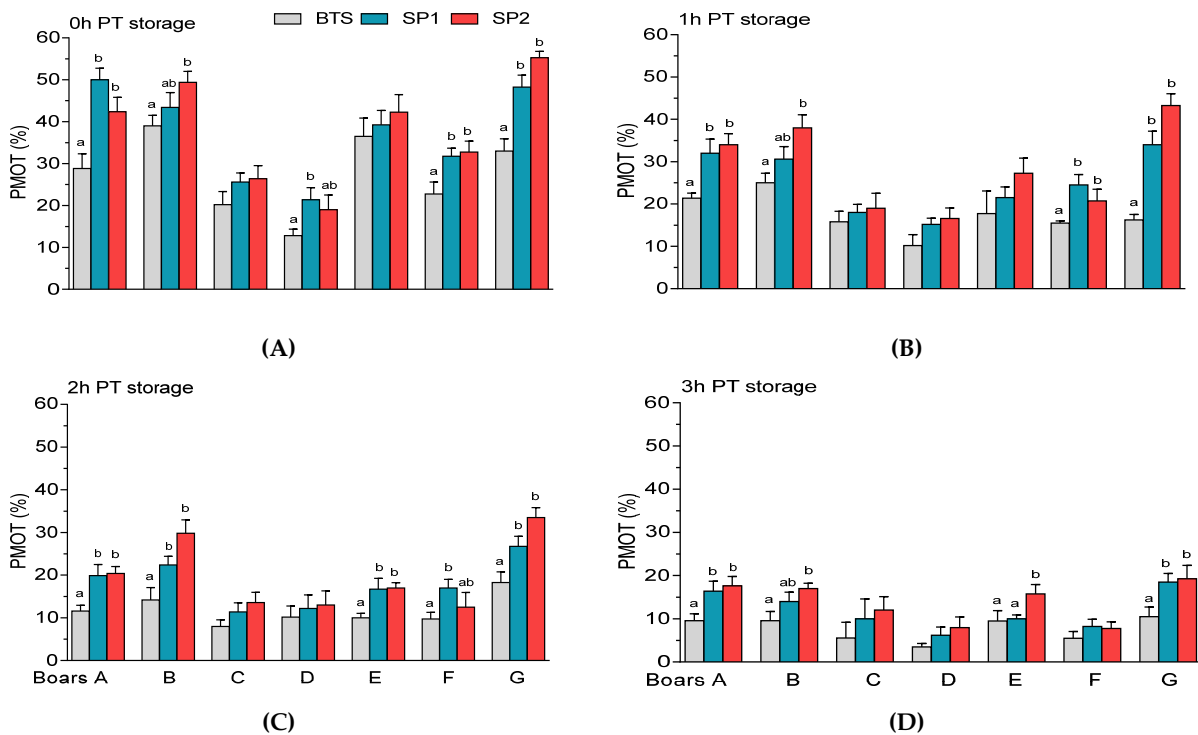 0h PT storage
BTS SP1 SP2
PMOT (%)
60
50
40
30
20
10
0
a b b
a ab b
a b ab
a b b
a b b
(A)
1h PT storage
PMOT (%)
60
50
40
30
20
10
0
a b b
a ab b
a b b
a b b
(B)
2h PT storage
PMOT (%)
60
50
40
30
20
10
0
a b b
a b b
a b b
a b ab
a b b
Boars A B C D E F G
(C)
3h PT storage
PMOT (%)
60
50
40
30
20
10
0
a b b
a ab b
a a b
a b b
Boars A B C D E F G
(D)